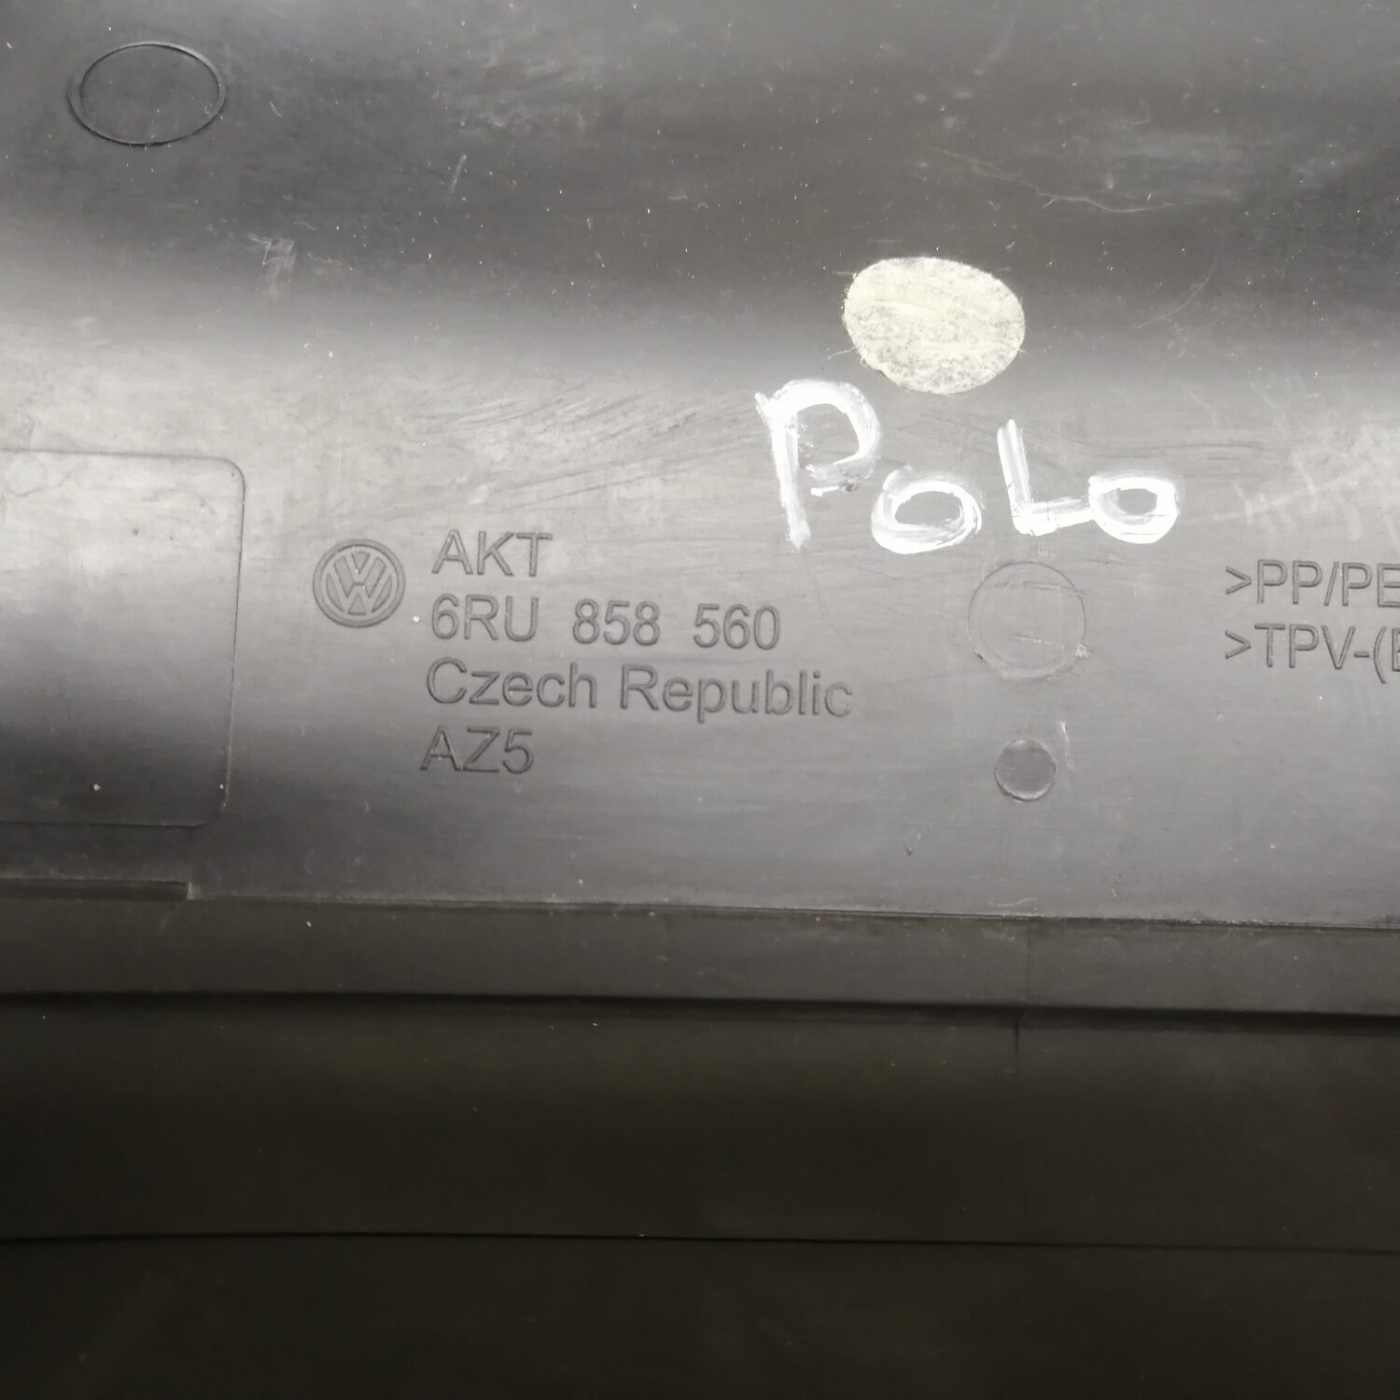 POLO
AKT
6RU 858 560
Czech Republic
AZ5
>PP/PE
>TPV-(E